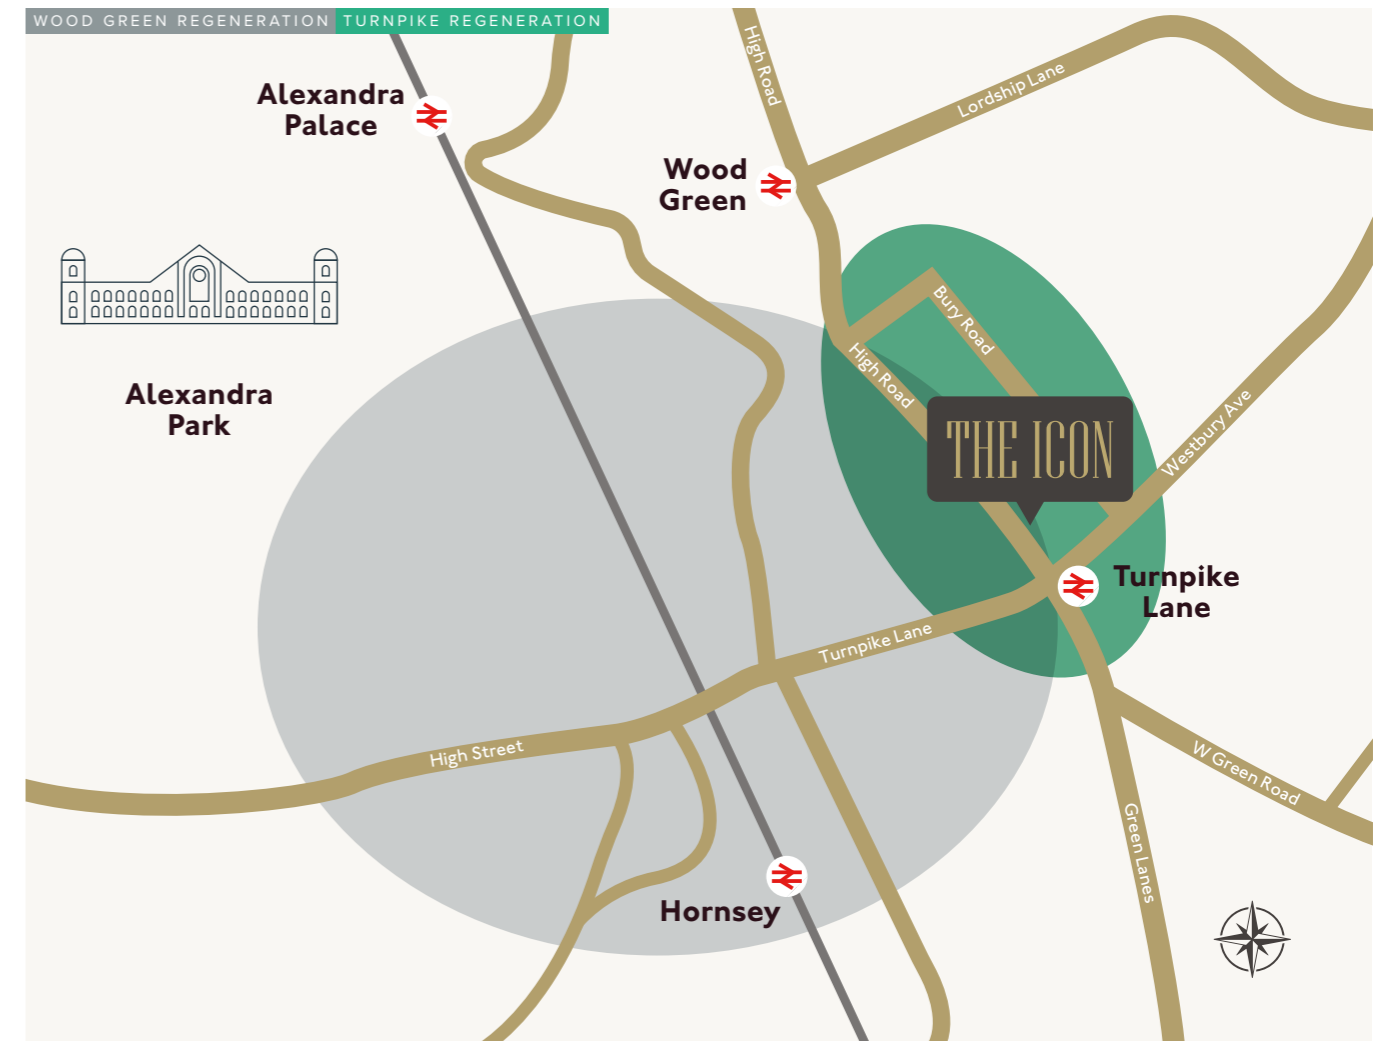 WOOD GREEN REGENERATION
TURNPIKE REGENERATION
High Road
Lordship Lane
Alexandra
Palace
Wood
Green
Bury Road
High Road
Alexandra
Park
THE ICON
Westbury Ave
Turnpike
Lane
Turnpike Lane
High Street
W Green Road
Green Lanes
Hornsey